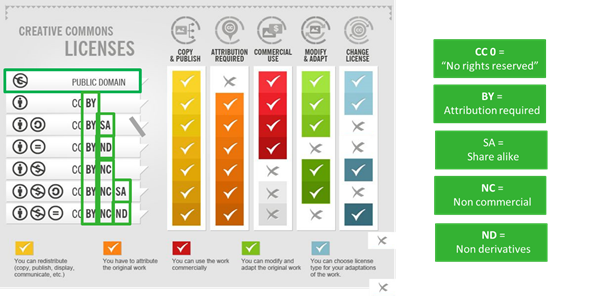 CREATIVE COMMONS
LICENSES
COPY
& PUBLISH
ATTRIBUTION
REQUIRED
COMMERCIAL
USE
MODIFY
& ADAPT
CHANGE
LICENSE
PUBLIC DOMAIN
CC BY
CC BY SA
CC BY ND
CC BY NC
CC BY NC SA
CC BY NC ND
You can redistribute
(copy, publish, display,
communicate, etc.)
You have to attribute
the original work
You can use the work
commercially
You can modify and
adapt the original work
You can choose license
type for your adaptations
of the work.
CC 0 =
“No rights reserved”
BY =
Attribution required
SA =
Share alike
NC =
Non commercial
ND =
Non derivatives